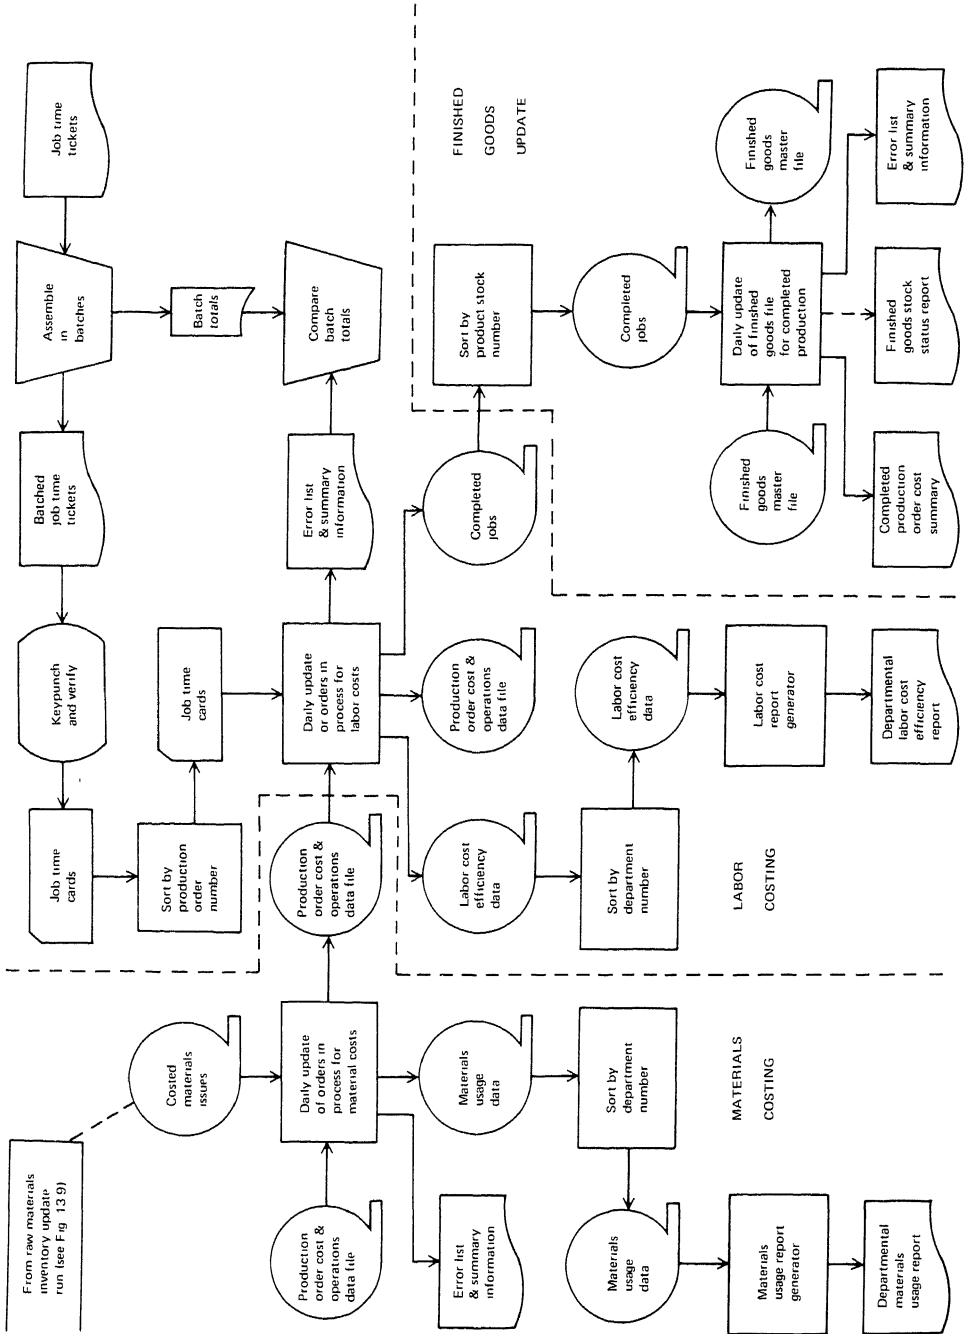 From raw materials
inventory update
run (see Fig 13 9)
Costed
materials
issues
Production
order cost &
operations
data file
Daily update
of orders in
process for
material costs
Production
order cost &
operations
data file
Error list
& summary
information
Materials
usage
data
Sort by
department
number
Materials
usage
data
Materials
usage report
generator
Departmental
materials
usage report
MATERIALS
COSTING
Job time
tickets
Assemble
in
batches
Batch
totals
Compare
batch
totals
Batched
job time
tickets
Keypunch
and verify
Job time
cards
Sort by
production
order
number
Job time
cards
Daily update
or orders in
process for
labor costs
Error list
& summary
information
Completed
jobs
Production
order cost &
operations
data file
Labor cost
efficiency
data
Sort by
department
number
Labor cost
efficiency
data
Labor cost
report
generator
Departmental
labor cost
efficiency
report
LABOR
COSTING
FINISHED
GOODS
UPDATE
Sort by
product stock
number
Completed
jobs
Finished
goods master
file
Daily update
of finished
goods file
for completed
production
Finished
goods
master
file
Completed
production
order cost
summary
Finished
goods stock
status report
Error list
& summary
information